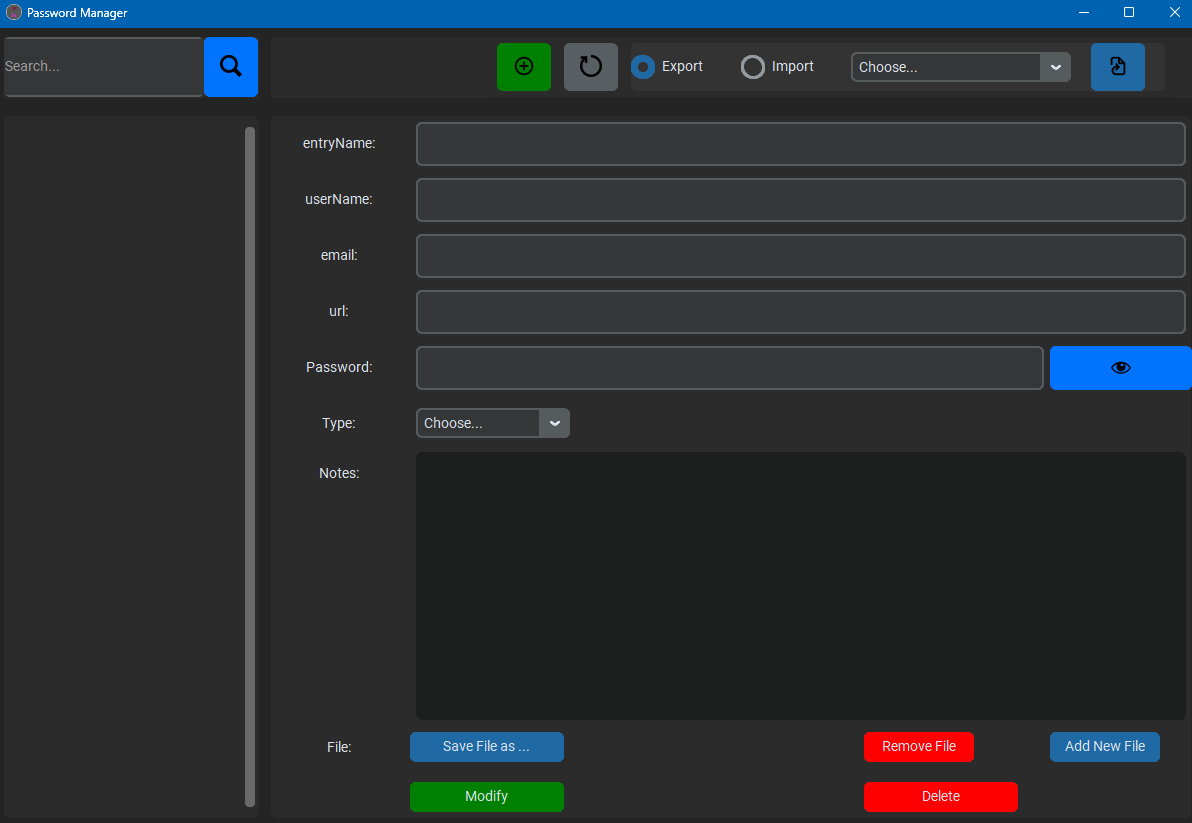 Password Manager
Search...
Export
Import
Choose...
entryName:
userName:
email:
url:
Password:
Type:
Choose...
Notes:
File:
Save File as ...
Remove File
Add New File
Modify
Delete